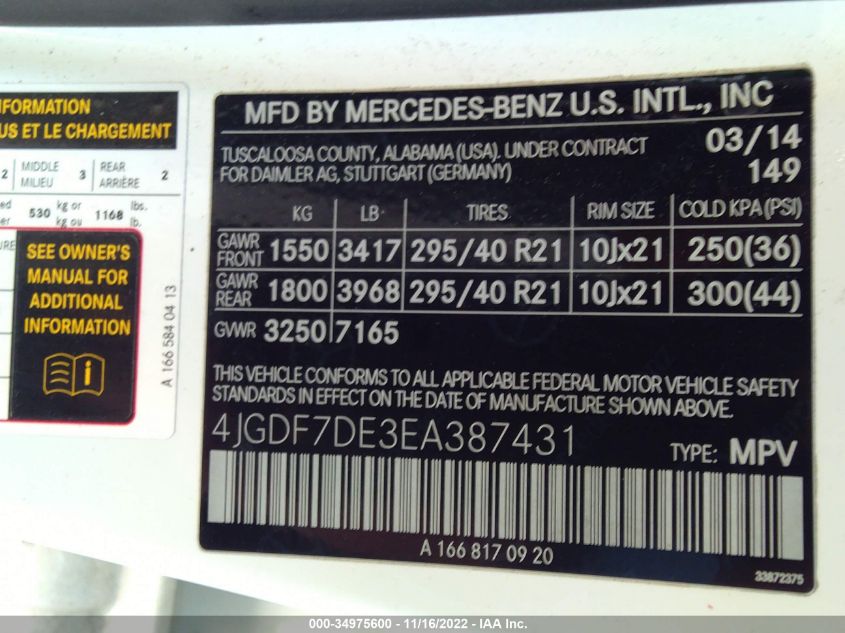 NFORMATION
US ET LE CHARGEMENT
2 MIDDLE MILIEU 3 REAR ARRIÈRE 2
530 kg or kg ou 1168 lbs. lb.
SEE OWNER'S
MANUAL FOR
ADDITIONAL
INFORMATION
i
A 166 584 04 13
MFD BY MERCEDES-BENZ U.S. INTL., INC
TUSCALOOSA COUNTY, ALABAMA (USA). UNDER CONTRACT 03/14
FOR DAIMLER AG, STUTTGART (GERMANY) 149
KG LB TIRES RIM SIZE COLD KPA(PSI)
GAWR FRONT 1550 3417 295/40 R21 10Jx21 250(36)
GAWR REAR 1800 3968 295/40 R21 10Jx21 300(44)
GVWR 3250 7165
THIS VEHICLE CONFORMS TO ALL APPLICABLE FEDERAL MOTOR VEHICLE SAFETY
STANDARDS IN EFFECT ON THE DATE OF MANUFACTURE SHOWN ABOVE.
4JGDF7DE3EA387431 TYPE: MPV
A 166 817 09 20
33872375
000-34975600 - 11/16/2022 - IAA Inc.